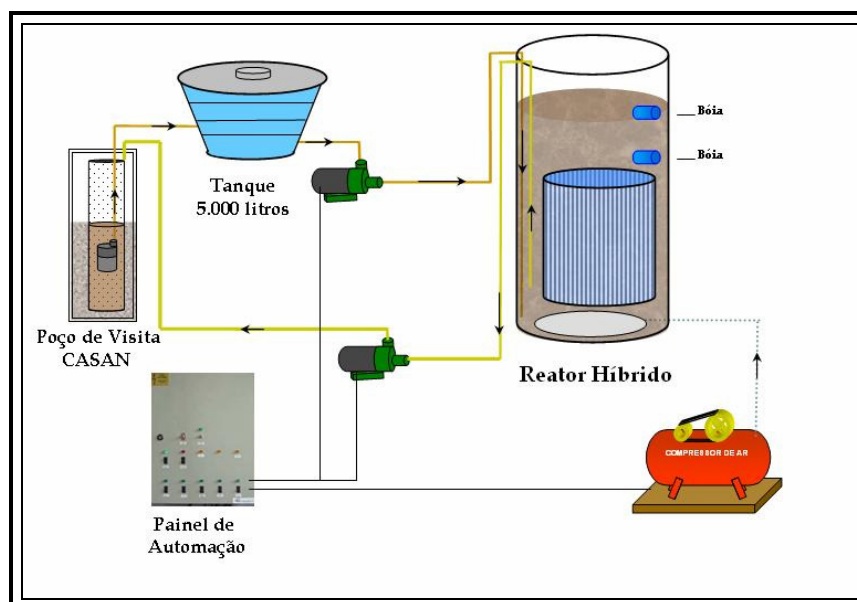 Bóia
Bóia
Tanque
5.000 litros
Poço de Visita
CASAN
Reator Híbrido
COMPRESSOR DE AR
Painel de
Automação